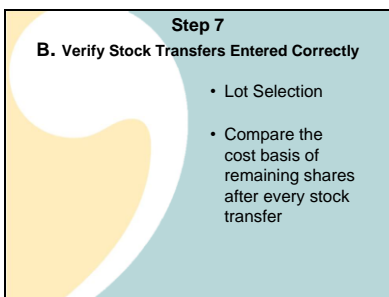 Step 7
B. Verify Stock Transfers Entered Correctly
• Lot Selection
• Compare the
cost basis of
remaining shares
after every stock
transfer